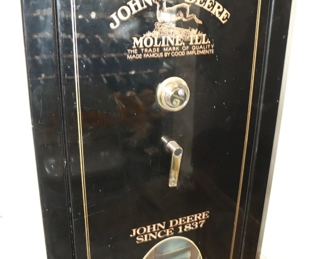 JOHN DEERE
MOLINE, ILL.
THE TRADE MARK OF QUALITY
MADE FAMOUS BY GOOD IMPLEMENTS
JOHN DEERE
SINCE 1837